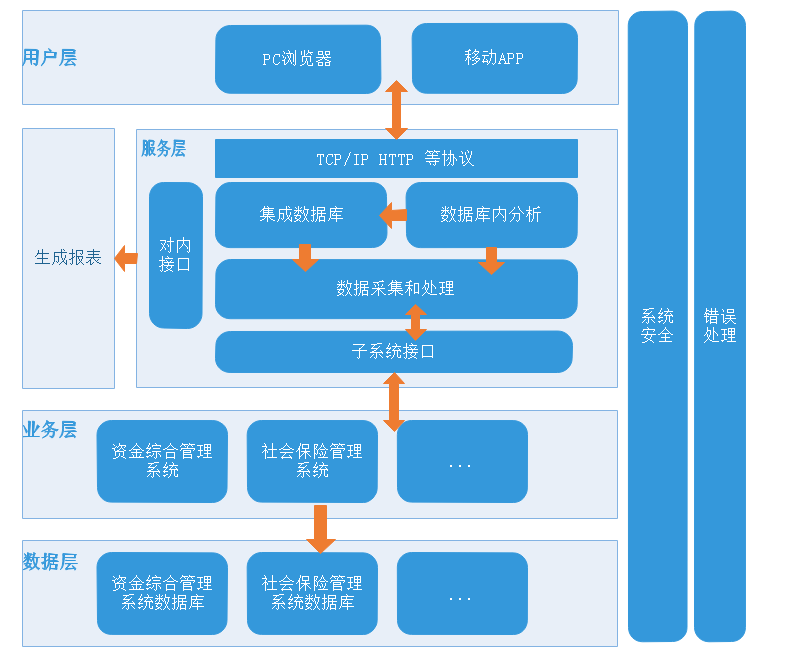 用户层
PC浏览器
移动APP
服务层
TCP/IP HTTP 等协议
集成数据库
数据库内分析
对内
接口
生成报表
数据采集和处理
子系统接口
业务层
资金综合管理
系统
社会保险管理
系统
...
数据层
资金综合管理
系统数据库
社会保险管理
系统数据库
...
系统
安全
错误
处理